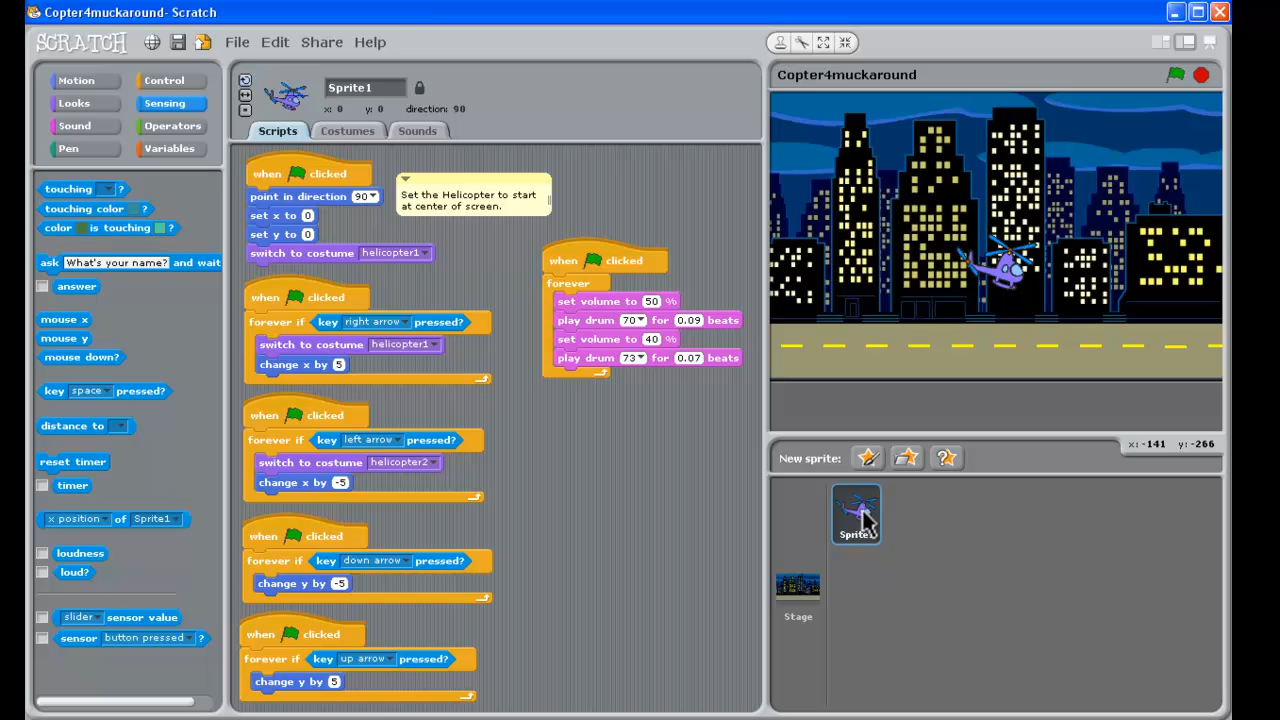 Copter4muckaround- Scratch
SCRATCH File Edit Share Help
Motion Control
Looks Sensing
Sound Operators
Pen Variables
touching ?
touching color ?
color is touching ?
ask What's your name? and wait
answer
mouse x
mouse y
mouse down?
key space pressed?
distance to
reset timer
timer
x position of Sprite1
loudness
loud?
slider sensor value
sensor button pressed ?
Sprite1
x: 0 y: 0 direction: 90
Scripts Costumes Sounds
when clicked
point in direction 90
set x to 0
set y to 0
switch to costume helicopter1
Set the Helicopter to start
at center of screen.
when clicked
forever if key right arrow pressed?
switch to costume helicopter1
change x by 5
when clicked
forever if key left arrow pressed?
switch to costume helicopter2
change x by -5
when clicked
forever if key down arrow pressed?
change y by -5
when clicked
forever if key up arrow pressed?
change y by 5
when clicked
forever
set volume to 50 %
play drum 70 for 0.09 beats
set volume to 40 %
play drum 73 for 0.07 beats
Copter4muckaround
x: -141 y: -266
New sprite:
Stage